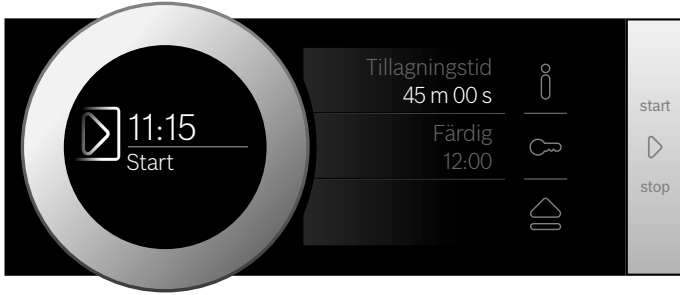 11:15
Start
Tillagningstid
45 m 00 s
Färdig
12:00
start
stop